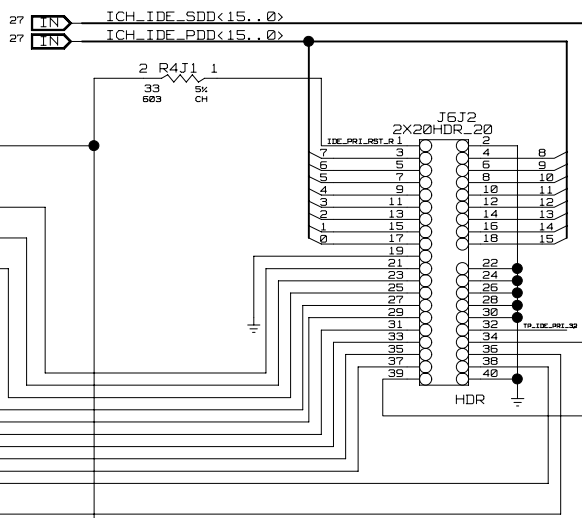 27 IN ICH_IDE_SDD<15..0>
27 IN ICH_IDE_PDD<15..0>
2 R4J1 1
33 5%
603 CH
J6J2
2X20HDR_20
IDE_PRI_RST_R 1 2
7 3 4 8
6 5 6 9
5 7 8 10
4 9 10 11
3 11 12 12
2 13 14 13
1 15 16 14
0 17 18 15
19
21 22
23 24
25 26
27 28
29 30
31 32 TP_IDE_PRI_32
33 34
35 36
37 38
39 40
HDR